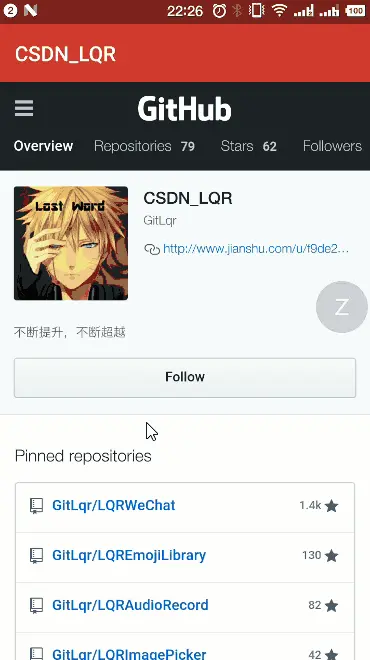 2 N 22:26 100
CSDN_LQR
GitHub
Overview Repositories 79 Stars 62 Followers
Last Word
CSDN_LQR
GitLqr
http://www.jianshu.com/u/f9de2...
Z
不断提升，不断超越
Follow
Pinned repositories
GitLqr/LQRWeChat 1.4k
GitLqr/LQREmojiLibrary 130
GitLqr/LQRAudioRecord 82
GitLqr/LQRImagePicker 42